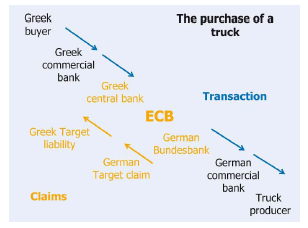 Greek
buyer
The purchase of a
truck
Greek
commercial
bank
Greek
central bank
Transaction
ECB
Greek Target
liability
German
Bundesbank
German
Target claim
German
commercial
bank
Claims
Truck
producer